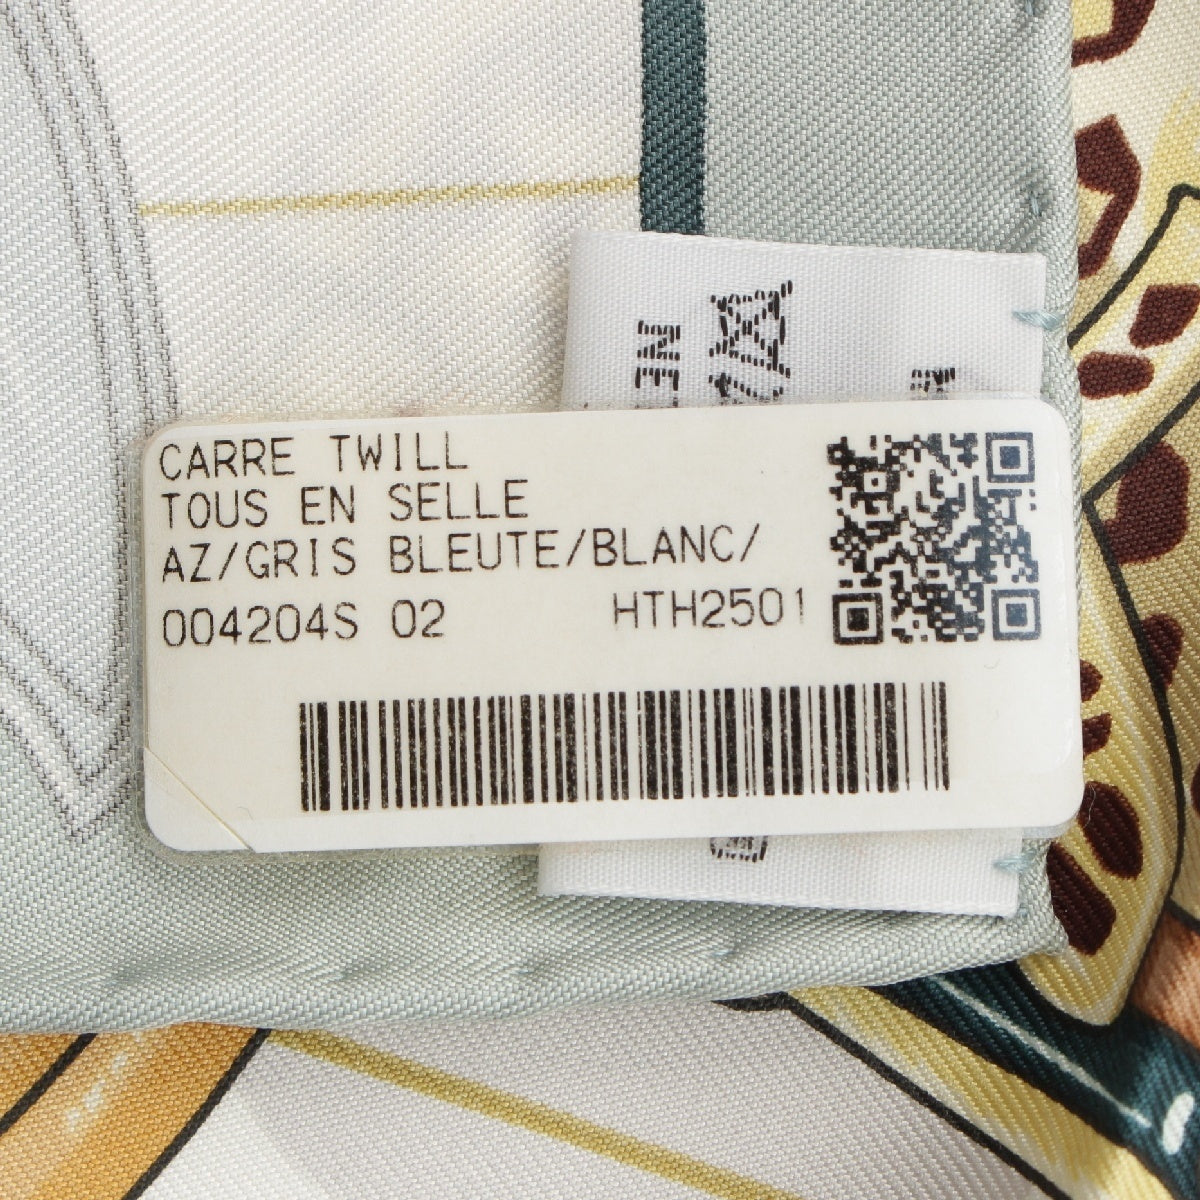 CARRE TWILL
TOUS EN SELLE
AZ/GRIS BLEUTE/BLANC/
004204S 02 HTH2501